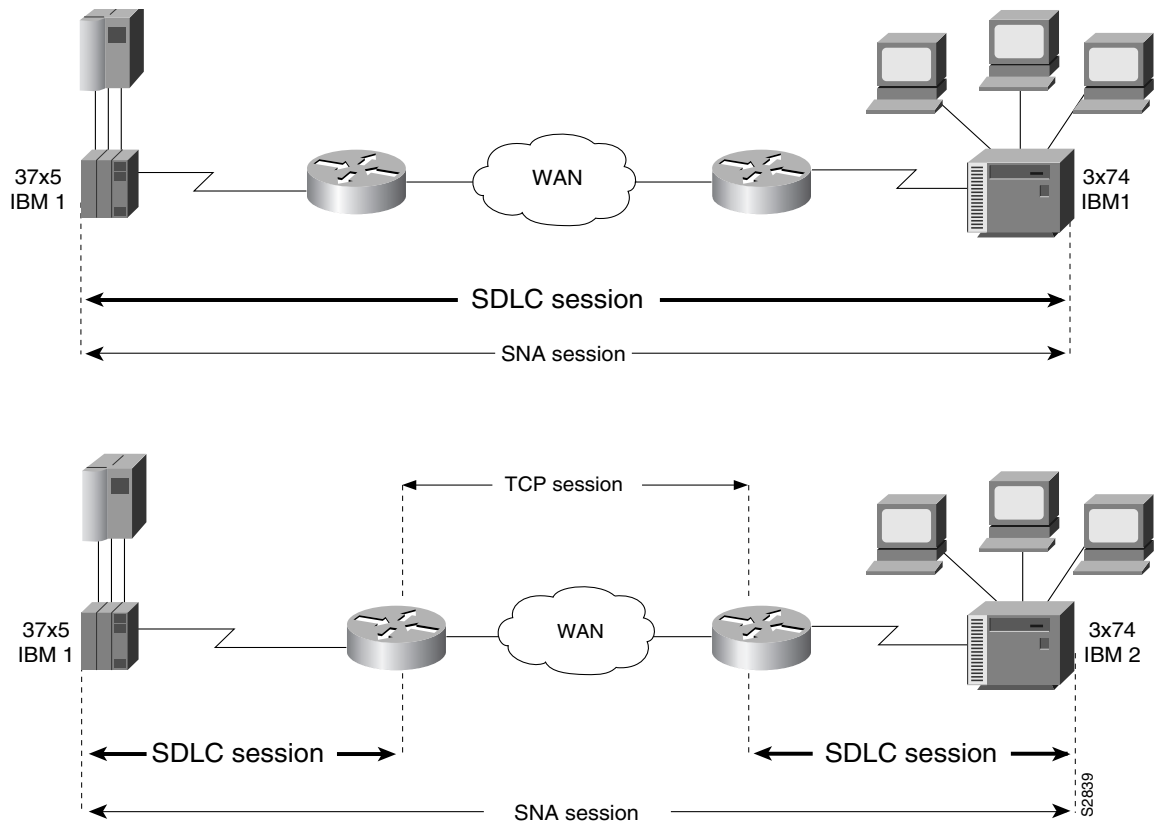 37x5
IBM 1
WAN
3x74
IBM1
SDLC session
SNA session
TCP session
37x5
IBM 1
WAN
3x74
IBM 2
SDLC session
SDLC session
SNA session
S2839